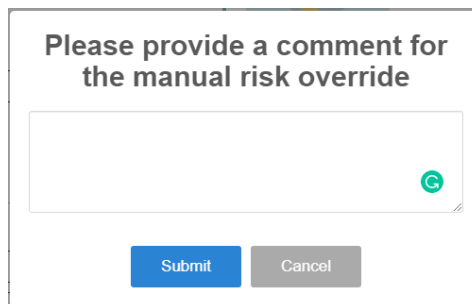 Please provide a comment for
the manual risk override
Submit
Cancel